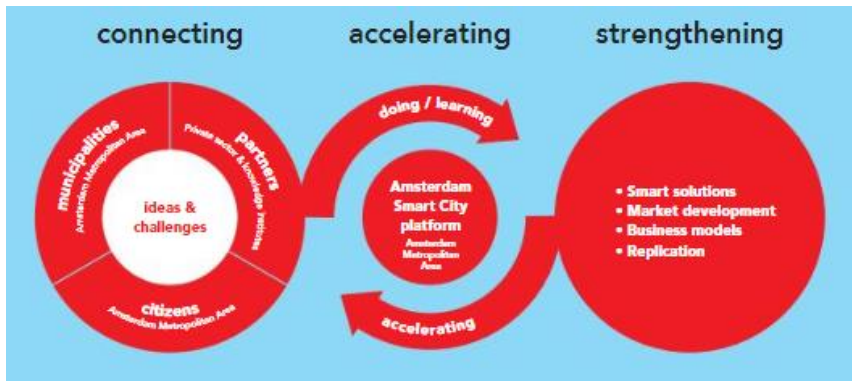 connecting
accelerating
strengthening
municipalities
Amsterdam Metropolitan Area
partners
Private sector & knowledge institutes
citizens
Amsterdam Metropolitan Area
ideas &
challenges
doing / learning
Amsterdam
Smart City
platform
Amsterdam
Metropolitan
Area
accelerating
• Smart solutions
• Market development
• Business models
• Replication